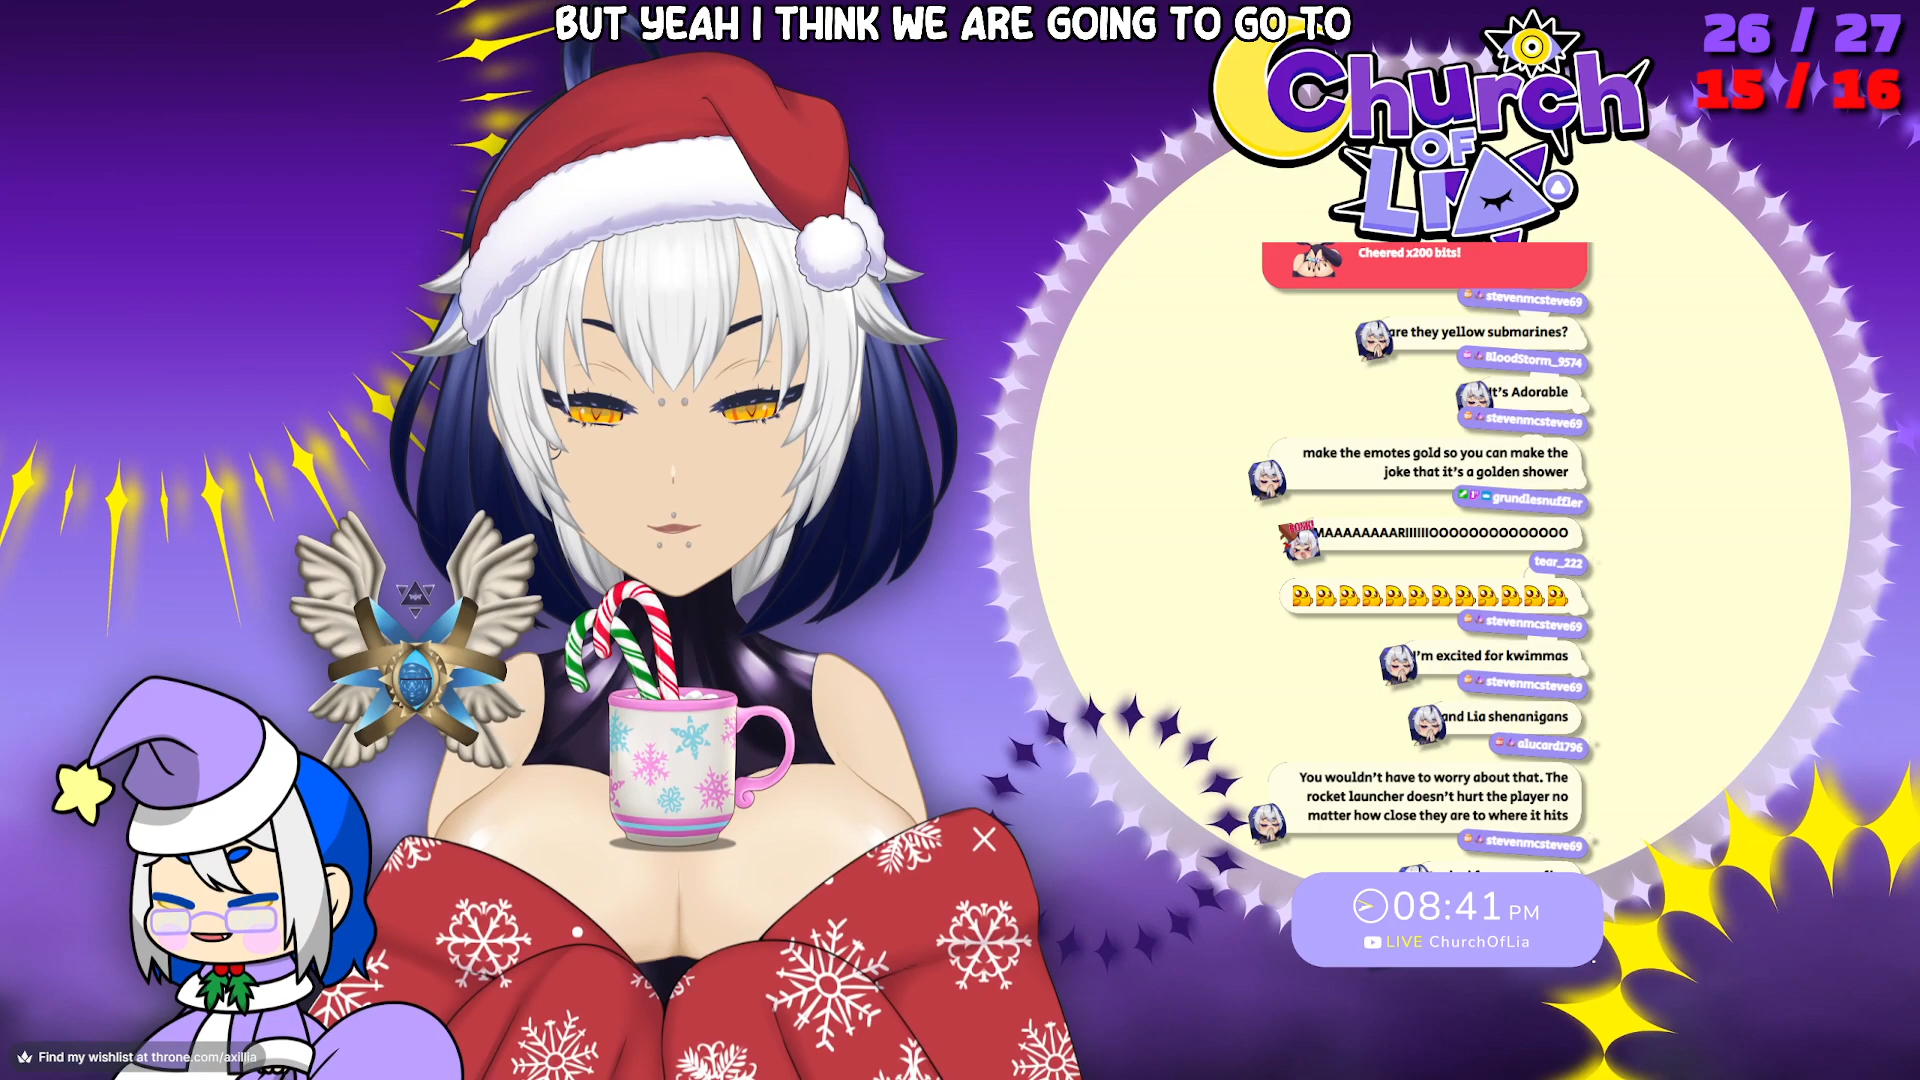 BUT YEAH I THINK WE ARE GOING TO GO TO
26 / 27
15 / 16
Church
OF
LIA
Cheered x200 bits!
stevenmcsteve69
are they yellow submarines?
BloodStorm_9574
It's Adorable
stevenmcsteve69
make the emotes gold so you can make the
joke that it's a golden shower
grundlesnuffler
MAAAAAAAARIIIIIIOOOOOOOOOOOOOO
tear_222
stevenmcsteve69
I'm excited for kwimmas
stevenmcsteve69
and Lia shenanigans
alucard1796
You wouldn't have to worry about that. The
rocket launcher doesn't hurt the player no
matter how close they are to where it hits
stevenmcsteve69
08:41 PM
LIVE ChurchOfLia
Find my wishlist at throne.com/axillia